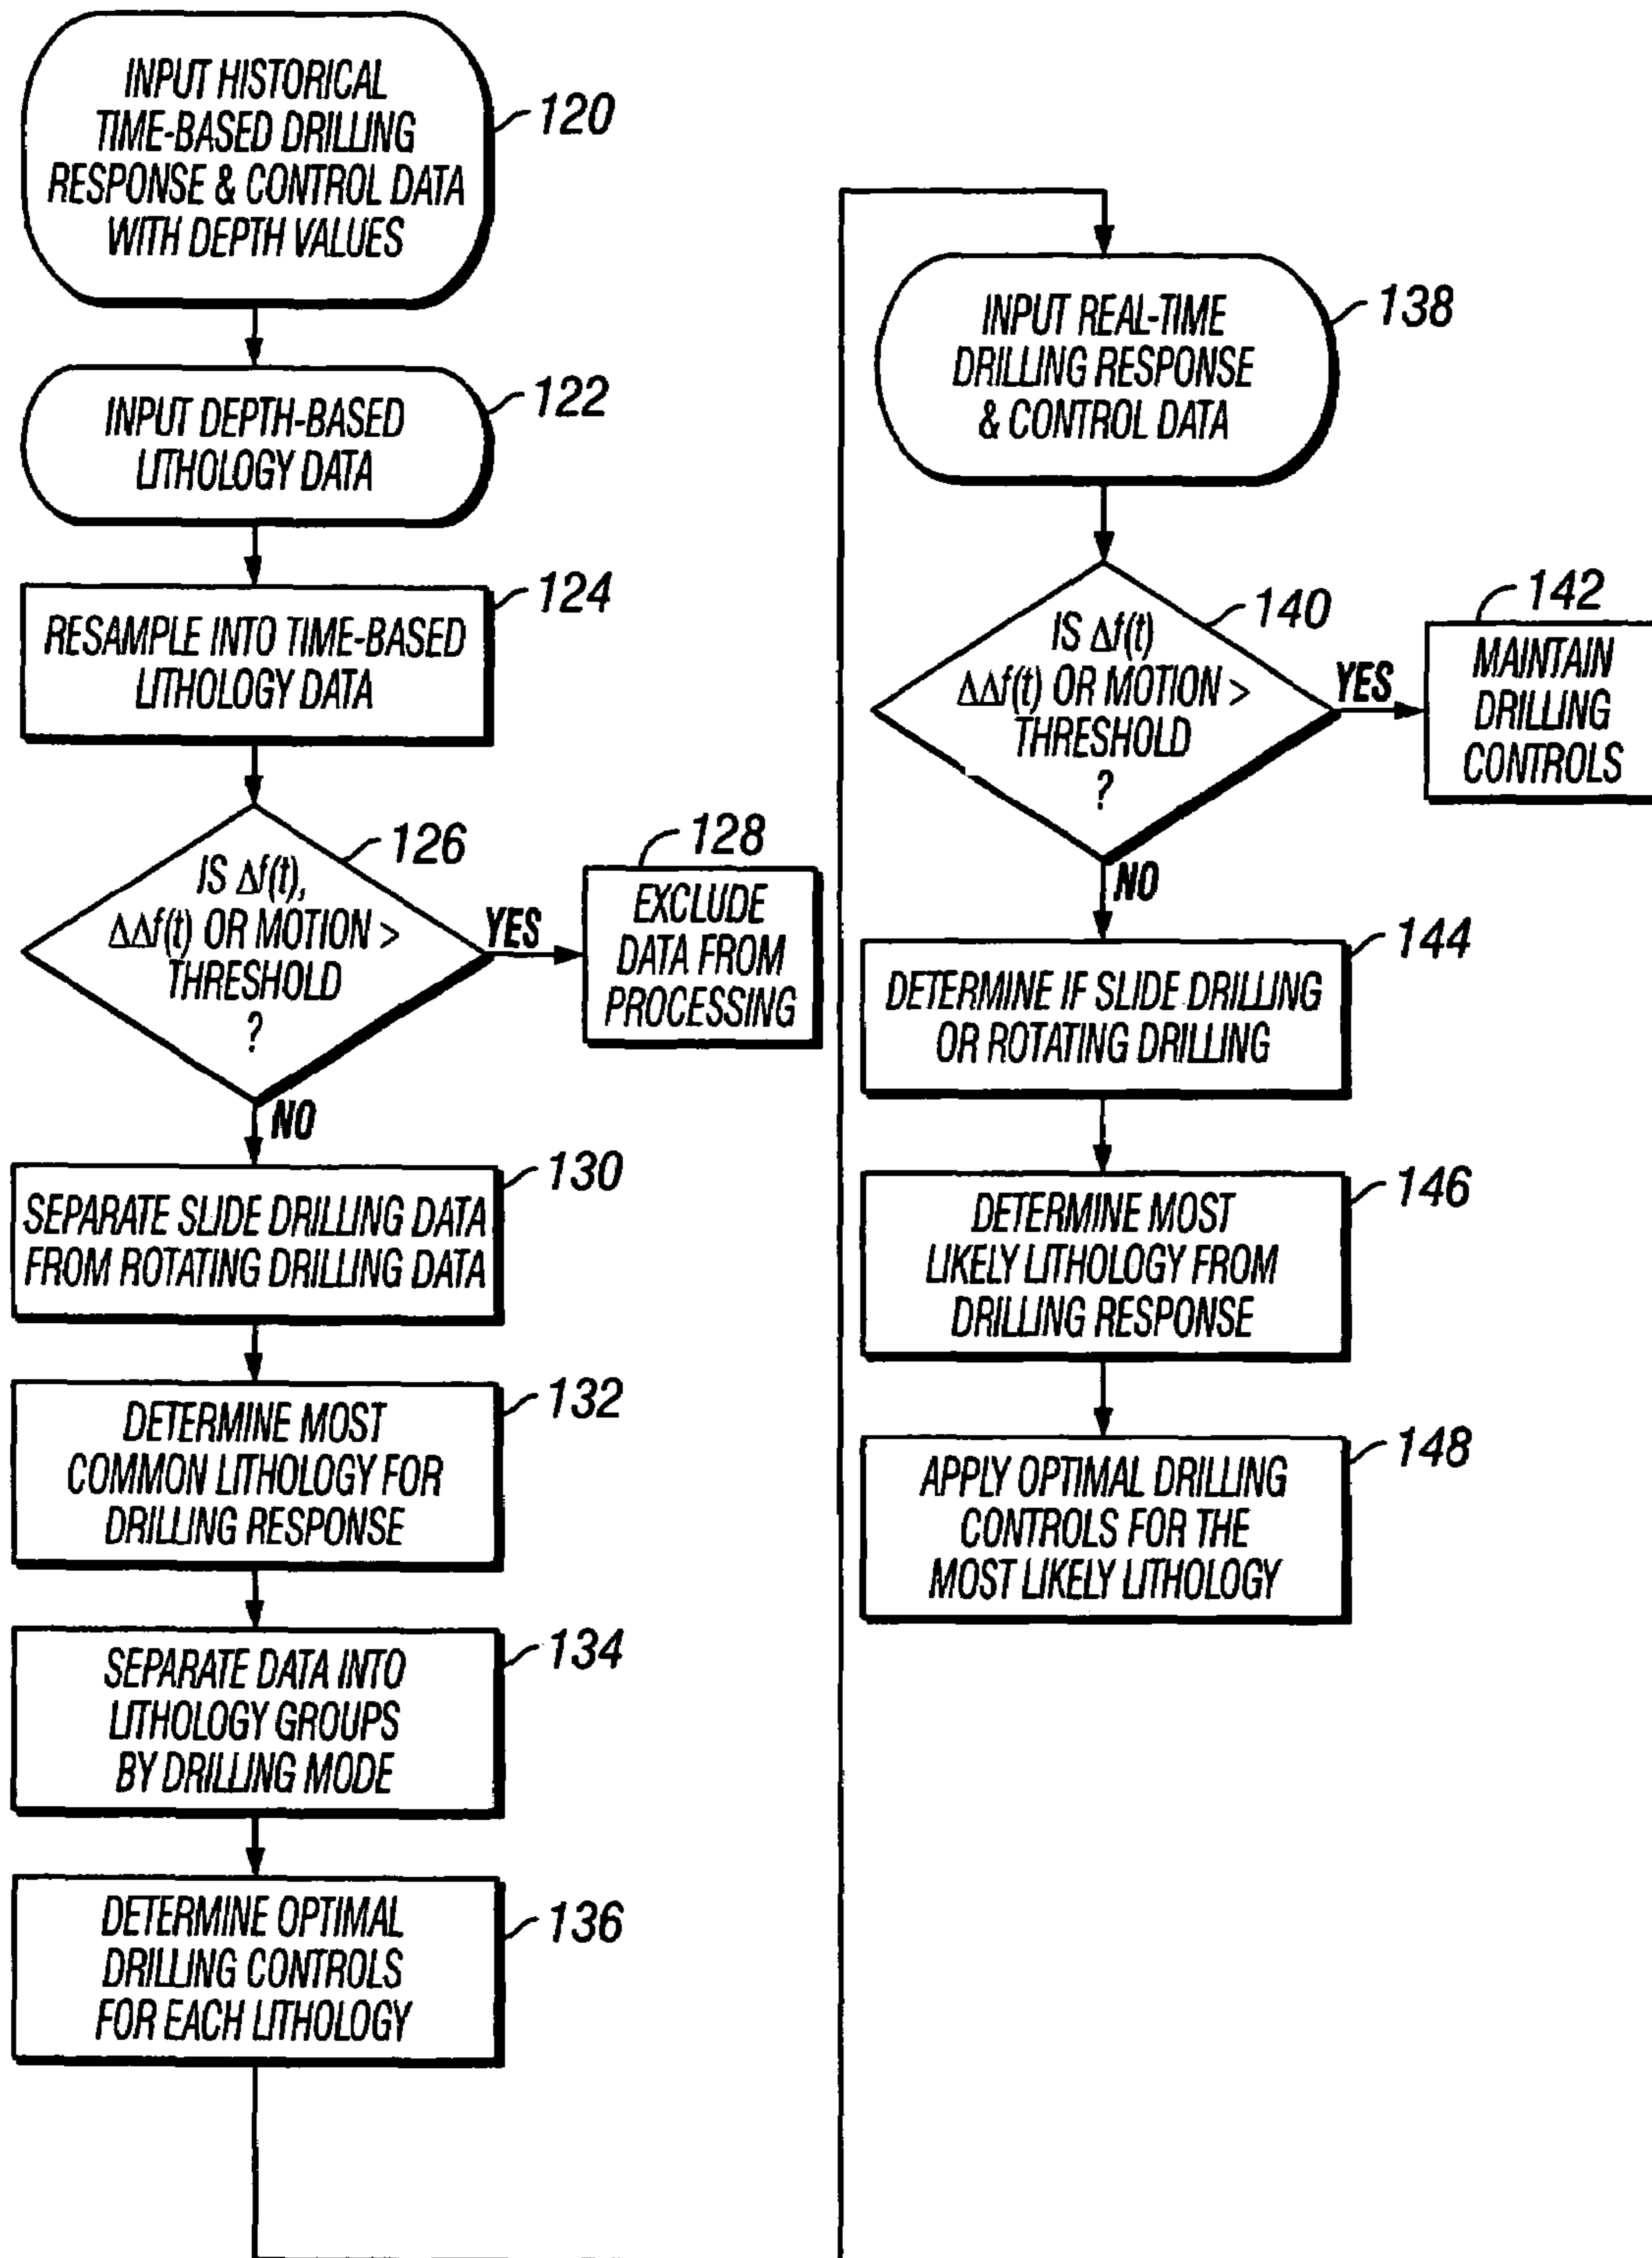 INPUT HISTORICAL
TIME-BASED DRILLING
RESPONSE & CONTROL DATA
WITH DEPTH VALUES
120
INPUT DEPTH-BASED
LITHOLOGY DATA
122
RESAMPLE INTO TIME-BASED
LITHOLOGY DATA
124
IS Δf(t),
ΔΔf(t) OR MOTION >
THRESHOLD
?
126
YES
128
EXCLUDE
DATA FROM
PROCESSING
NO
SEPARATE SLIDE DRILLING DATA
FROM ROTATING DRILLING DATA
130
DETERMINE MOST
COMMON LITHOLOGY FOR
DRILLING RESPONSE
132
SEPARATE DATA INTO
LITHOLOGY GROUPS
BY DRILLING MODE
134
DETERMINE OPTIMAL
DRILLING CONTROLS
FOR EACH LITHOLOGY
136
INPUT REAL-TIME
DRILLING RESPONSE
& CONTROL DATA
138
IS Δf(t)
ΔΔf(t) OR MOTION >
THRESHOLD
?
140
YES
142
MAINTAIN
DRILLING
CONTROLS
NO
DETERMINE IF SLIDE DRILLING
OR ROTATING DRILLING
144
DETERMINE MOST
LIKELY LITHOLOGY FROM
DRILLING RESPONSE
146
APPLY OPTIMAL DRILLING
CONTROLS FOR THE
MOST LIKELY LITHOLOGY
148